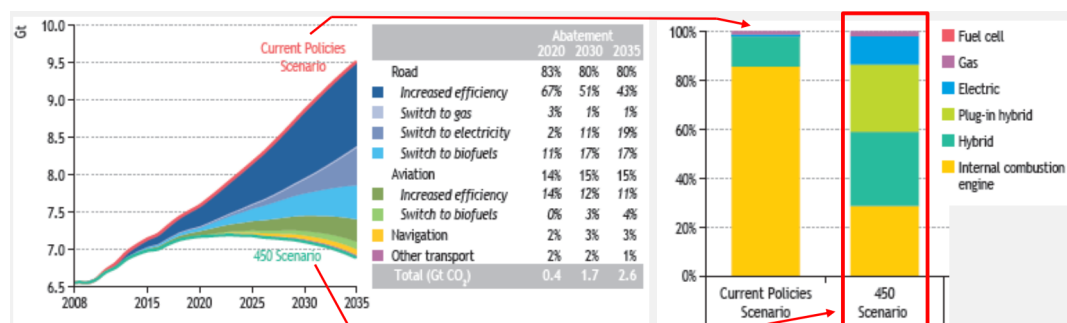 Gt
10.0
9.5
9.0
8.5
8.0
7.5
7.0
6.5
2008 2015 2020 2025 2030 2035
Current Policies
Scenario
450 Scenario
Abatement
2020 2030 2035
Road 83% 80% 80%
Increased efficiency 67% 51% 43%
Switch to gas 3% 1% 1%
Switch to electricity 2% 11% 19%
Switch to biofuels 11% 17% 17%
Aviation 14% 15% 15%
Increased efficiency 14% 12% 11%
Switch to biofuels 0% 3% 4%
Navigation 2% 3% 3%
Other transport 2% 2% 1%
Total (Gt CO2) 0.4 1.7 2.6
100%
80%
60%
40%
20%
0%
Current Policies
Scenario
450
Scenario
Fuel cell
Gas
Electric
Plug-in hybrid
Hybrid
Internal combustion
engine